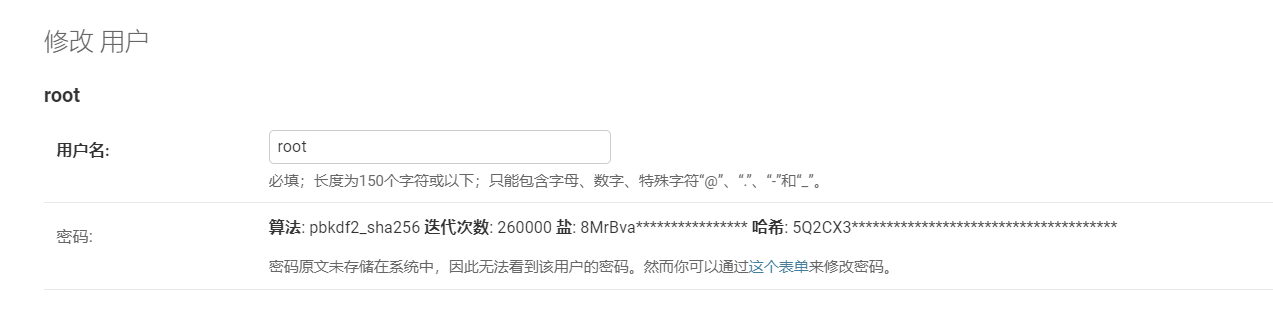 修改 用户
root
用户名:
root
必填；长度为150个字符或以下；只能包含字母、数字、特殊字符“@”、“.”、“-”和“_”。
密码:
算法: pbkdf2_sha256 迭代次数: 260000 盐: 8MrBva**************** 哈希: 5Q2CX3**************************************
密码原文未存储在系统中，因此无法看到该用户的密码。然而你可以通过这个表单来修改密码。